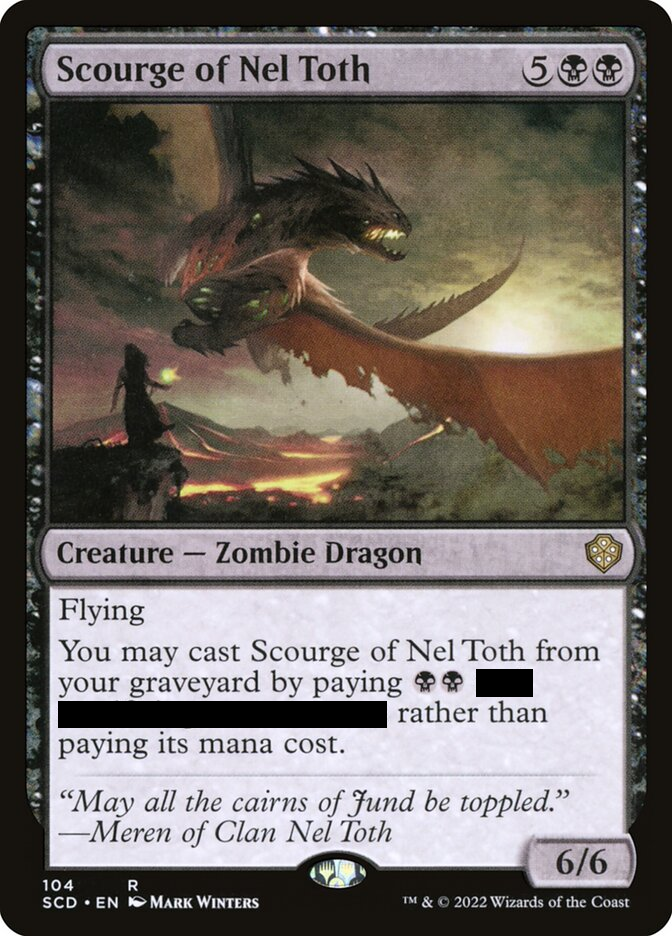 Scourge of Nel Toth 5
Creature — Zombie Dragon
Flying
You may cast Scourge of Nel Toth from
your graveyard by paying
rather than
paying its mana cost.
“May all the cairns of Jund be toppled.”
—Meren of Clan Nel Toth
6/6
104 R
SCD • EN Mark Winters
™ & © 2022 Wizards of the Coast